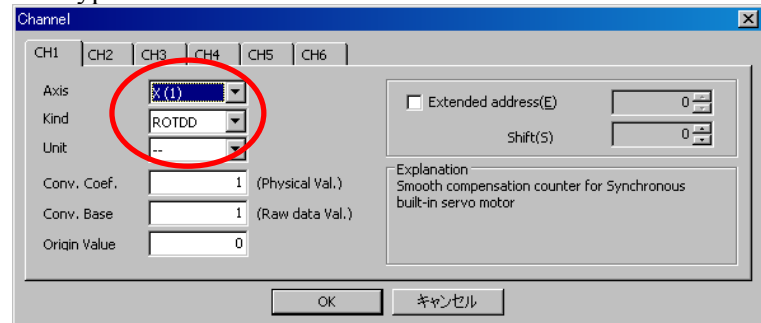 Channel
CH1 CH2 CH3 CH4 CH5 CH6
Axis X (1)
Kind ROTDD
Unit --
Conv. Coef. 1 (Physical Val.)
Conv. Base 1 (Raw data Val.)
Origin Value 0
Extended address(E) 0
Shift(S) 0
Explanation
Smooth compensation counter for Synchronous
built-in servo motor
OK キャンセル